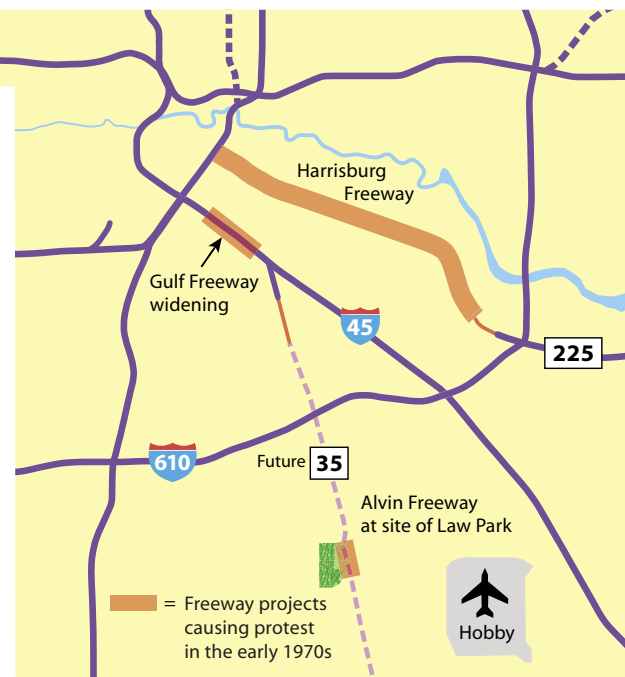 Harrisburg
Freeway
Gulf Freeway
widening
45
225
610
Future 35
Alvin Freeway
at site of Law Park
= Freeway projects
causing protest
in the early 1970s
Hobby